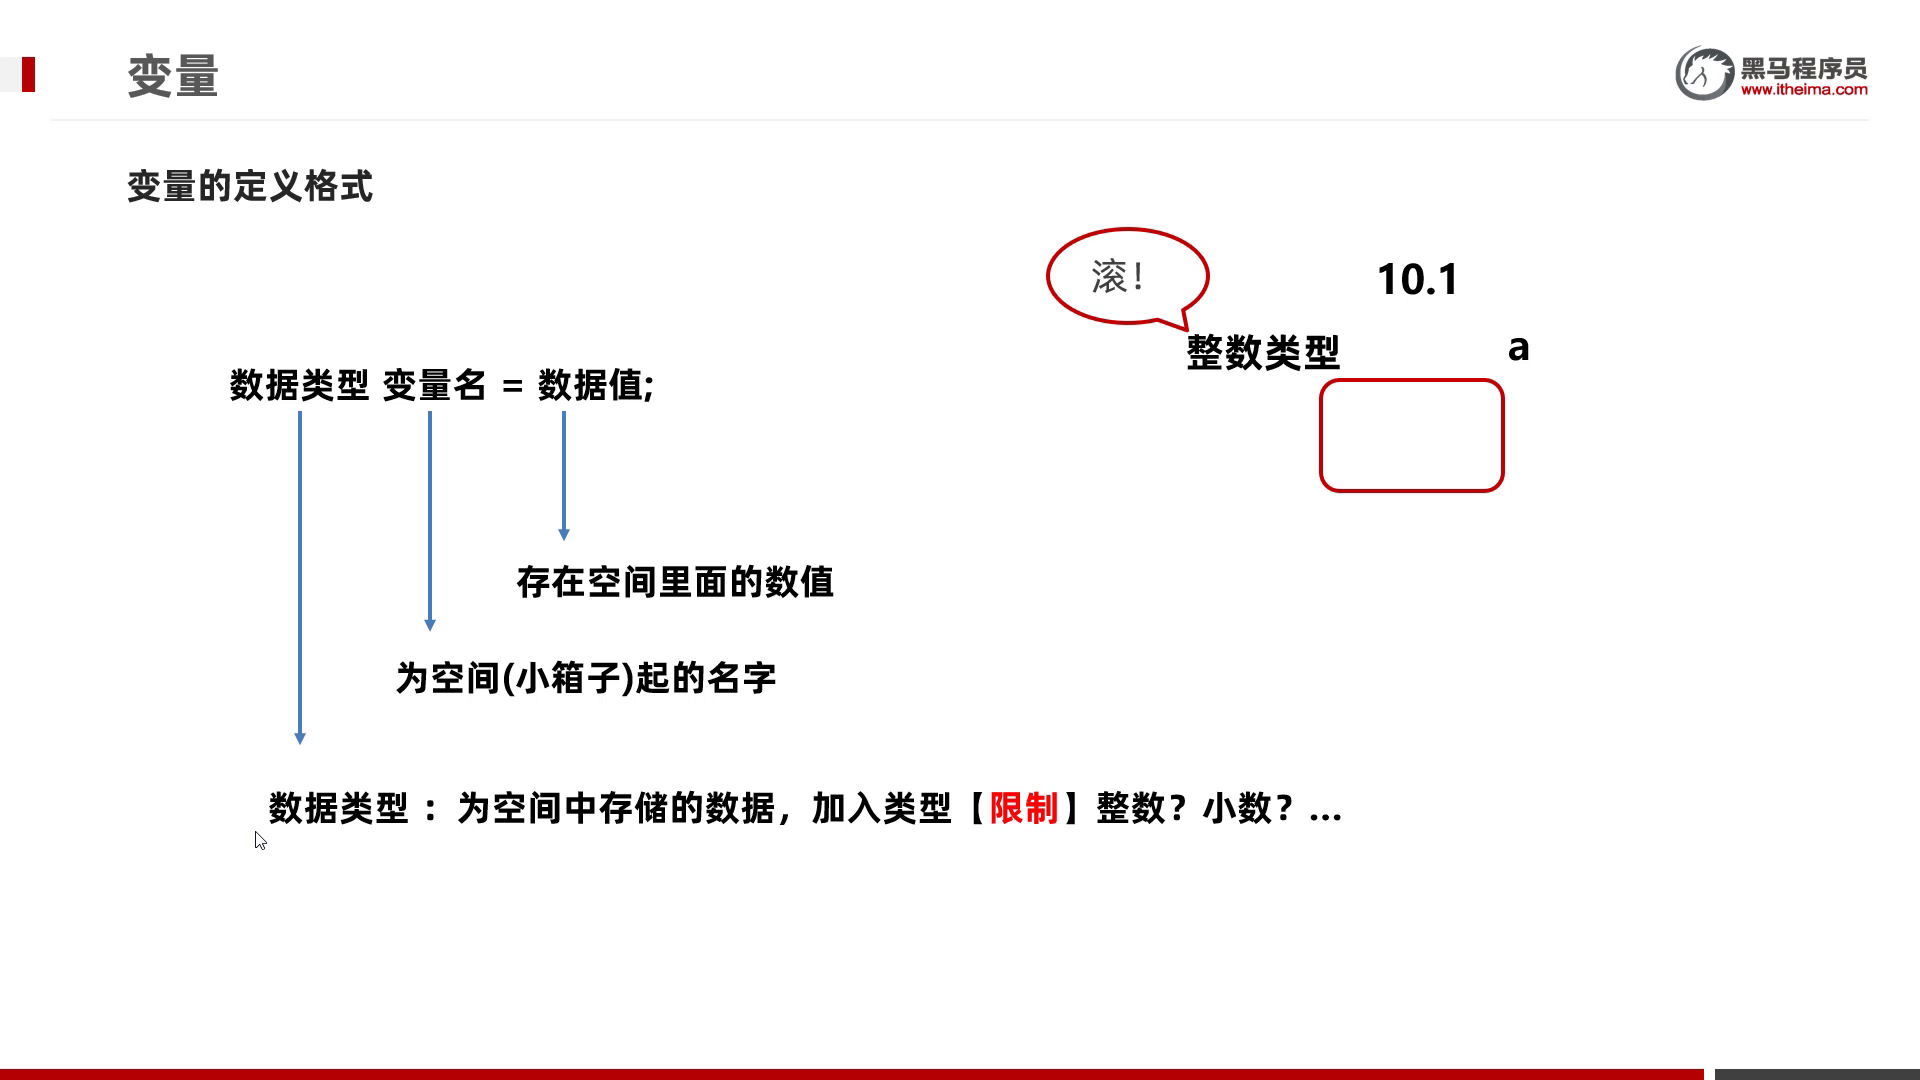 变量
黑马程序员
www.itheima.com
变量的定义格式
滚！
10.1
整数类型
a
数据类型 变量名 = 数据值;
存在空间里面的数值
为空间(小箱子)起的名字
数据类型 ： 为空间中存储的数据，加入类型【限制】整数？小数？...